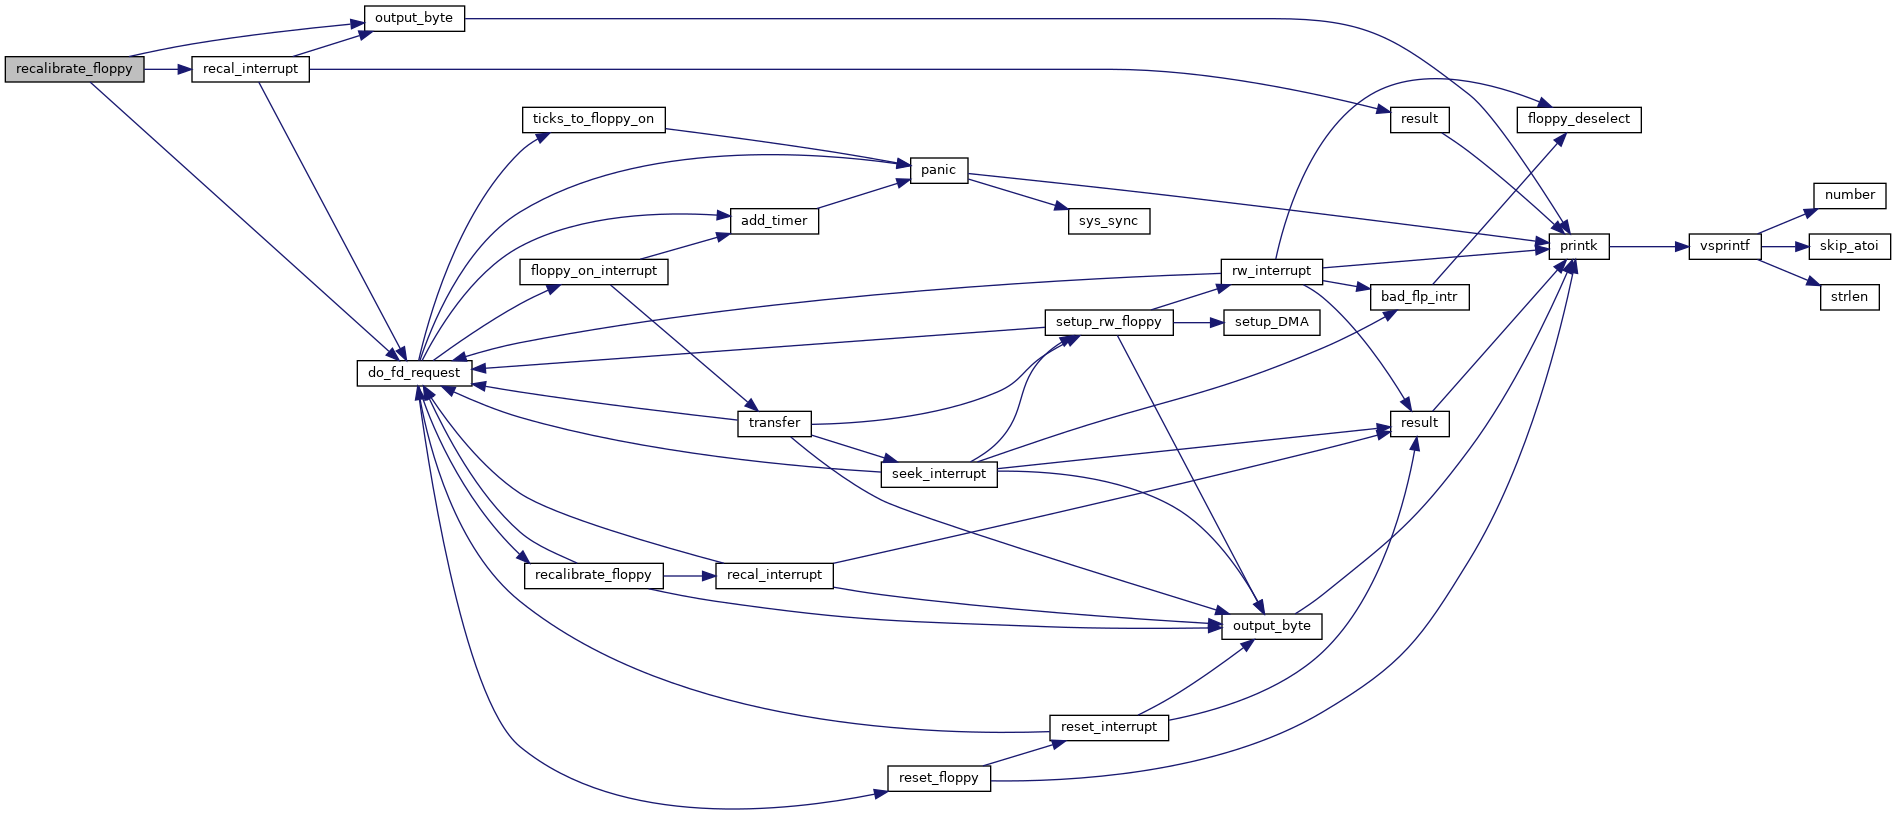 output_byte
recalibrate_floppy
recal_interrupt
ticks_to_floppy_on
result
floppy_deselect
panic
number
add_timer
sys_sync
printk
vsprintf
skip_atoi
floppy_on_interrupt
rw_interrupt
bad_flp_intr
strlen
setup_rw_floppy
setup_DMA
do_fd_request
transfer
result
seek_interrupt
recalibrate_floppy
recal_interrupt
output_byte
reset_interrupt
reset_floppy